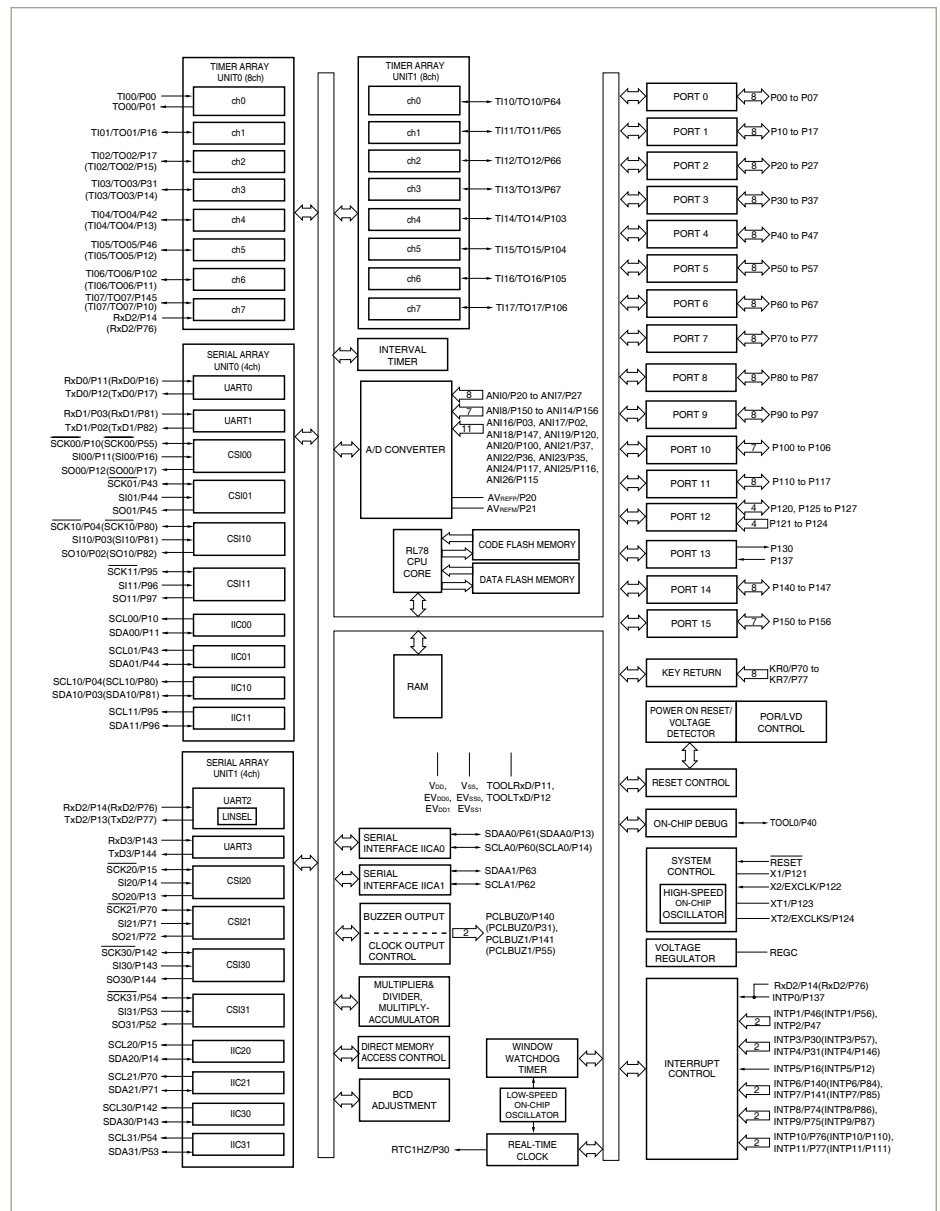 TIMER ARRAY
UNIT0 (8ch)
TI00/P00
TO00/P01
ch0
TI01/TO01/P16
ch1
TI02/TO02/P17
(TI02/TO02/P15)
ch2
TI03/TO03/P31
(TI03/TO03/P14)
ch3
TI04/TO04/P42
(TI04/TO04/P13)
ch4
TI05/TO05/P46
(TI05/TO05/P12)
ch5
TI06/TO06/P102
(TI06/TO06/P11)
ch6
TI07/TO07/P145
(TI07/TO07/P10)
RxD2/P14
(RxD2/P76)
ch7
SERIAL ARRAY
UNIT0 (4ch)
RxD0/P11(RxD0/P16)
TxD0/P12(TxD0/P17)
UART0
RxD1/P03(RxD1/P81)
TxD1/P02(TxD1/P82)
UART1
SCK00/P10(SCK00/P55)
SI00/P11(SI00/P16)
SO00/P12(SO00/P17)
CSI00
SCK01/P43
SI01/P44
SO01/P45
CSI01
SCK10/P04(SCK10/P80)
SI10/P03(SI10/P81)
SO10/P02(SO10/P82)
CSI10
SCK11/P95
SI11/P96
SO11/P97
CSI11
SCL00/P10
SDA00/P11
IIC00
SCL01/P43
SDA01/P44
IIC01
SCL10/P04(SCL10/P80)
SDA10/P03(SDA10/P81)
IIC10
SCL11/P95
SDA11/P96
IIC11
SERIAL ARRAY
UNIT1 (4ch)
RxD2/P14(RxD2/P76)
TxD2/P13(TxD2/P77)
UART2
LINSEL
RxD3/P143
TxD3/P144
UART3
SCK20/P15
SI20/P14
SO20/P13
CSI20
SCK21/P70
SI21/P71
SO21/P72
CSI21
SCK30/P142
SI30/P143
SO30/P144
CSI30
SCK31/P54
SI31/P53
SO31/P52
CSI31
SCL20/P15
SDA20/P14
IIC20
SCL21/P70
SDA21/P71
IIC21
SCL30/P142
SDA30/P143
IIC30
SCL31/P54
SDA31/P53
IIC31
TIMER ARRAY
UNIT1 (8ch)
ch0
TI10/TO10/P64
ch1
TI11/TO11/P65
ch2
TI12/TO12/P66
ch3
TI13/TO13/P67
ch4
TI14/TO14/P103
ch5
TI15/TO15/P104
ch6
TI16/TO16/P105
ch7
TI17/TO17/P106
INTERVAL
TIMER
A/D CONVERTER
8 ANI0/P20 to ANI7/P27
7 ANI8/P150 to ANI14/P156
11 ANI16/P03, ANI17/P02,
ANI18/P147, ANI19/P120,
ANI20/P100, ANI21/P37,
ANI22/P36, ANI23/P35,
ANI24/P117, ANI25/P116,
ANI26/P115
AVREFP/P20
AVREFM/P21
RL78
CPU
CORE
CODE FLASH MEMORY
DATA FLASH MEMORY
RAM
VDD,
EVDD0,
EVDD1
VSS,
EVSS0,
EVSS1
TOOLRxD/P11,
TOOLTxD/P12
SERIAL
INTERFACE IICA0
SDAA0/P61(SDAA0/P13)
SCLA0/P60(SCLA0/P14)
SERIAL
INTERFACE IICA1
SDAA1/P63
SCLA1/P62
BUZZER OUTPUT
CLOCK OUTPUT
CONTROL
2
PCLBUZ0/P140
(PCLBUZ0/P31),
PCLBUZ1/P141
(PCLBUZ1/P55)
MULTIPLIER&
DIVIDER,
MULITIPLY-
ACCUMULATOR
DIRECT MEMORY
ACCESS CONTROL
BCD
ADJUSTMENT
WINDOW
WATCHDOG
TIMER
LOW-SPEED
ON-CHIP
OSCILLATOR
RTC1HZ/P30
REAL-TIME
CLOCK
PORT 0 8 P00 to P07
PORT 1 8 P10 to P17
PORT 2 8 P20 to P27
PORT 3 8 P30 to P37
PORT 4 8 P40 to P47
PORT 5 8 P50 to P57
PORT 6 8 P60 to P67
PORT 7 8 P70 to P77
PORT 8 8 P80 to P87
PORT 9 8 P90 to P97
PORT 10 7 P100 to P106
PORT 11 8 P110 to P117
PORT 12
4 P120, P125 to P127
4 P121 to P124
PORT 13
P130
P137
PORT 14 8 P140 to P147
PORT 15 7 P150 to P156
KEY RETURN
8
KR0/P70 to
KR7/P77
POWER ON RESET/
VOLTAGE
DETECTOR
POR/LVD
CONTROL
RESET CONTROL
ON-CHIP DEBUG
TOOL0/P40
SYSTEM
CONTROL
HIGH-SPEED
ON-CHIP
OSCILLATOR
RESET
X1/P121
X2/EXCLK/P122
XT1/P123
XT2/EXCLKS/P124
VOLTAGE
REGULATOR
REGC
INTERRUPT
CONTROL
RxD2/P14(RxD2/P76)
INTP0/P137
2 INTP1/P46(INTP1/P56),
INTP2/P47
2 INTP3/P30(INTP3/P57),
INTP4/P31(INTP4/P146)
INTP5/P16(INTP5/P12)
2 INTP6/P140(INTP6/P84),
INTP7/P141(INTP7/P85)
2 INTP8/P74(INTP8/P86),
INTP9/P75(INTP9/P87)
2 INTP10/P76(INTP10/P110),
INTP11/P77(INTP11/P111)